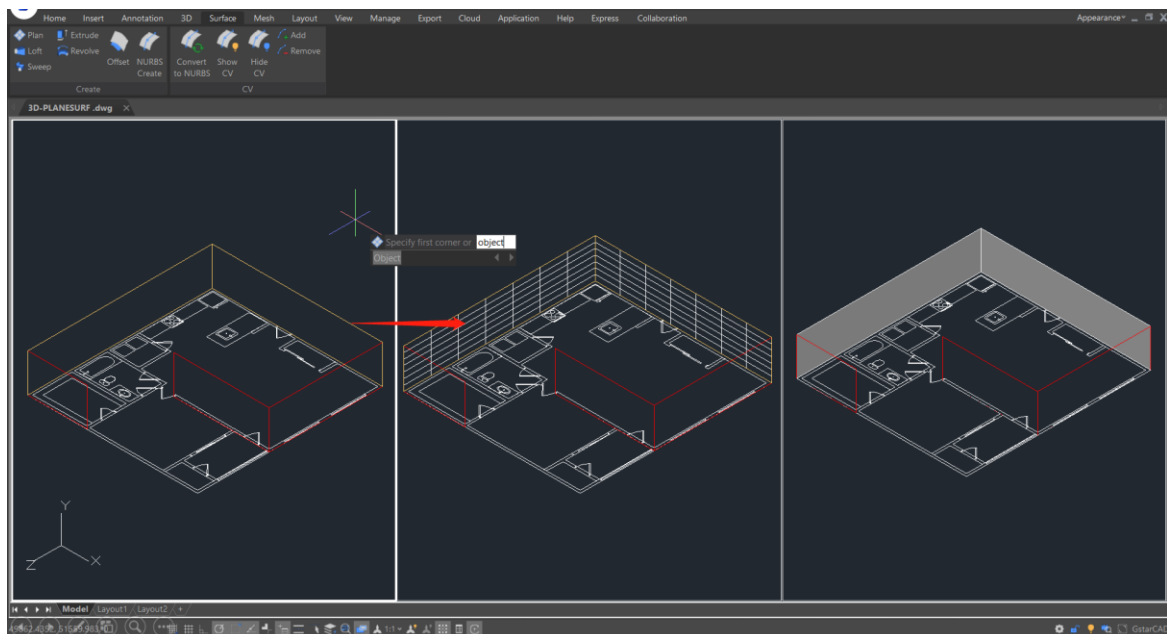 Home Insert Annotation 3D Surface Mesh Layout View Manage Export Cloud Application Help Express Collaboration Appearance
Plan Extrude Add
Loft Revolve Remove
Sweep Offset NURBS Create Convert to NURBS Show CV Hide CV
Create CV
3D-PLANESURF .dwg
Specify first corner or object
Object
Y
X
Z
Model Layout1 Layout2 +
1:1 GstarCAD